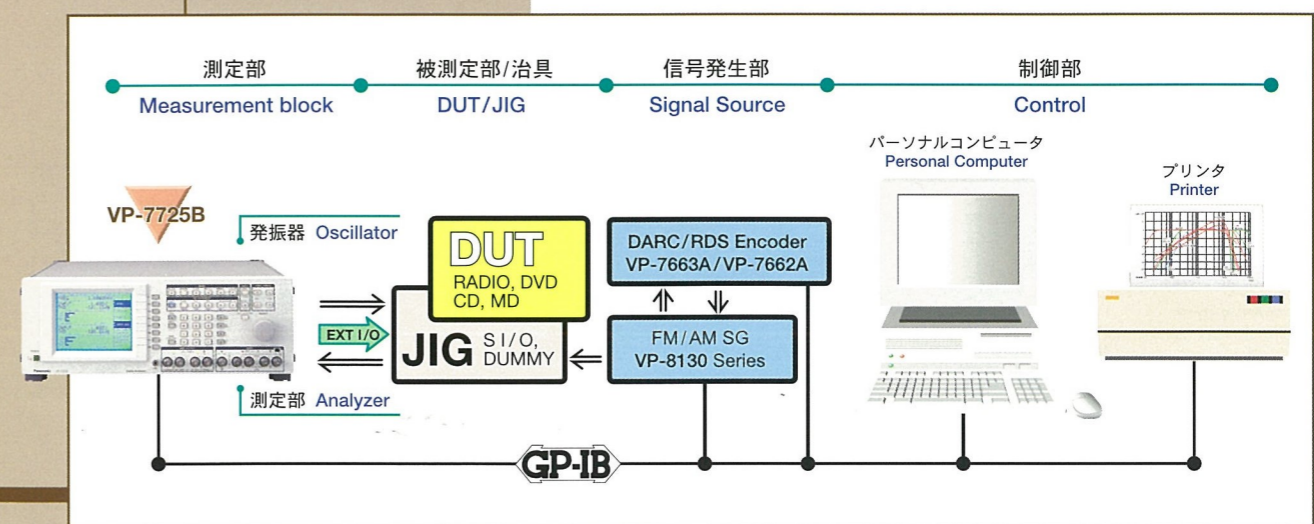 測定部
Measurement block
被測定部/治具
DUT/JIG
信号発生部
Signal Source
制御部
Control
パーソナルコンピュータ
Personal Computer
プリンタ
Printer
VP-7725B
発振器 Oscillator
DUT
RADIO, DVD
CD, MD
DARC/RDS Encoder
VP-7663A/VP-7662A
EXT I/O
JIG S I/O,
DUMMY
FM/AM SG
VP-8130 Series
測定部 Analyzer
GP-IB